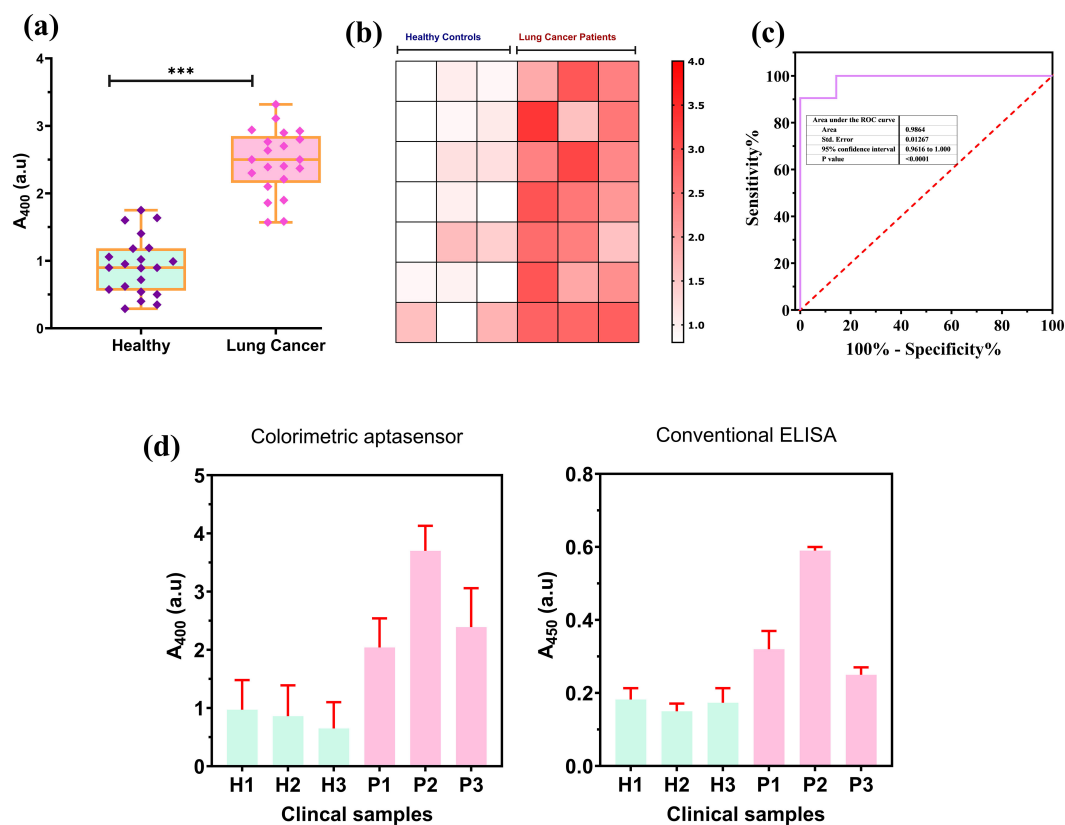 (a)
A400 (a.u)
4
3
2
1
0
***
Healthy
Lung Cancer
(b)
Healthy Controls
Lung Cancer Patients
4.0
3.5
3.0
2.5
2.0
1.5
1.0
(c)
Sensitivity%
100
80
60
40
20
0
Area under the ROC curve
Area 0.9864
Std. Error 0.01267
95% confidence interval 0.9616 to 1.000
P value <0.0001
0 20 40 60 80 100
100% - Specificity%
(d)
Colorimetric aptasensor
A400 (a.u)
5
4
3
2
1
0.0
H1 H2 H3 P1 P2 P3
Clincal samples
Conventional ELISA
A450 (a.u)
0.8
0.6
0.4
0.2
0.0
H1 H2 H3 P1 P2 P3
Clinical samples